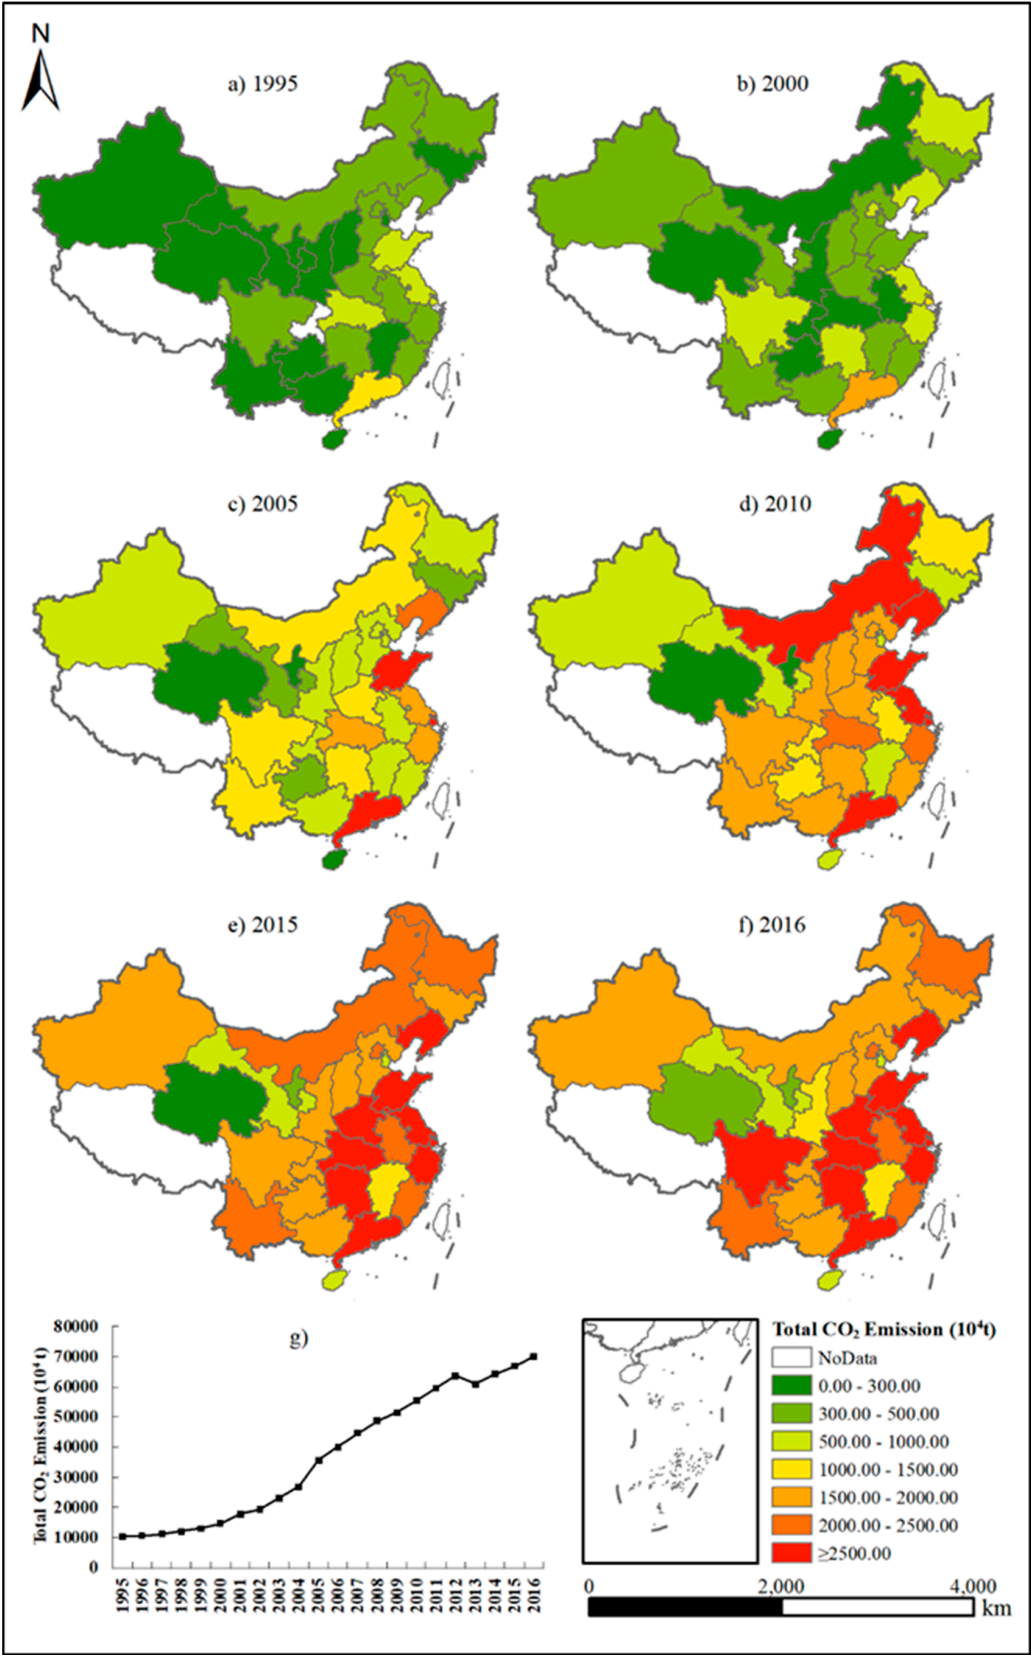 N
a) 1995
b) 2000
c) 2005
d) 2010
e) 2015
f) 2016
g)
Total CO₂ Emission (10⁴ t)
80000
70000
60000
50000
40000
30000
20000
10000
0
1995
1996
1997
1998
1999
2000
2001
2002
2003
2004
2005
2006
2007
2008
2009
2010
2011
2012
2013
2014
2015
2016
Total CO₂ Emission (10⁴t)
NoData
0.00 - 300.00
300.00 - 500.00
500.00 - 1000.00
1000.00 - 1500.00
1500.00 - 2000.00
2000.00 - 2500.00
≥2500.00
0 2,000 4,000
km